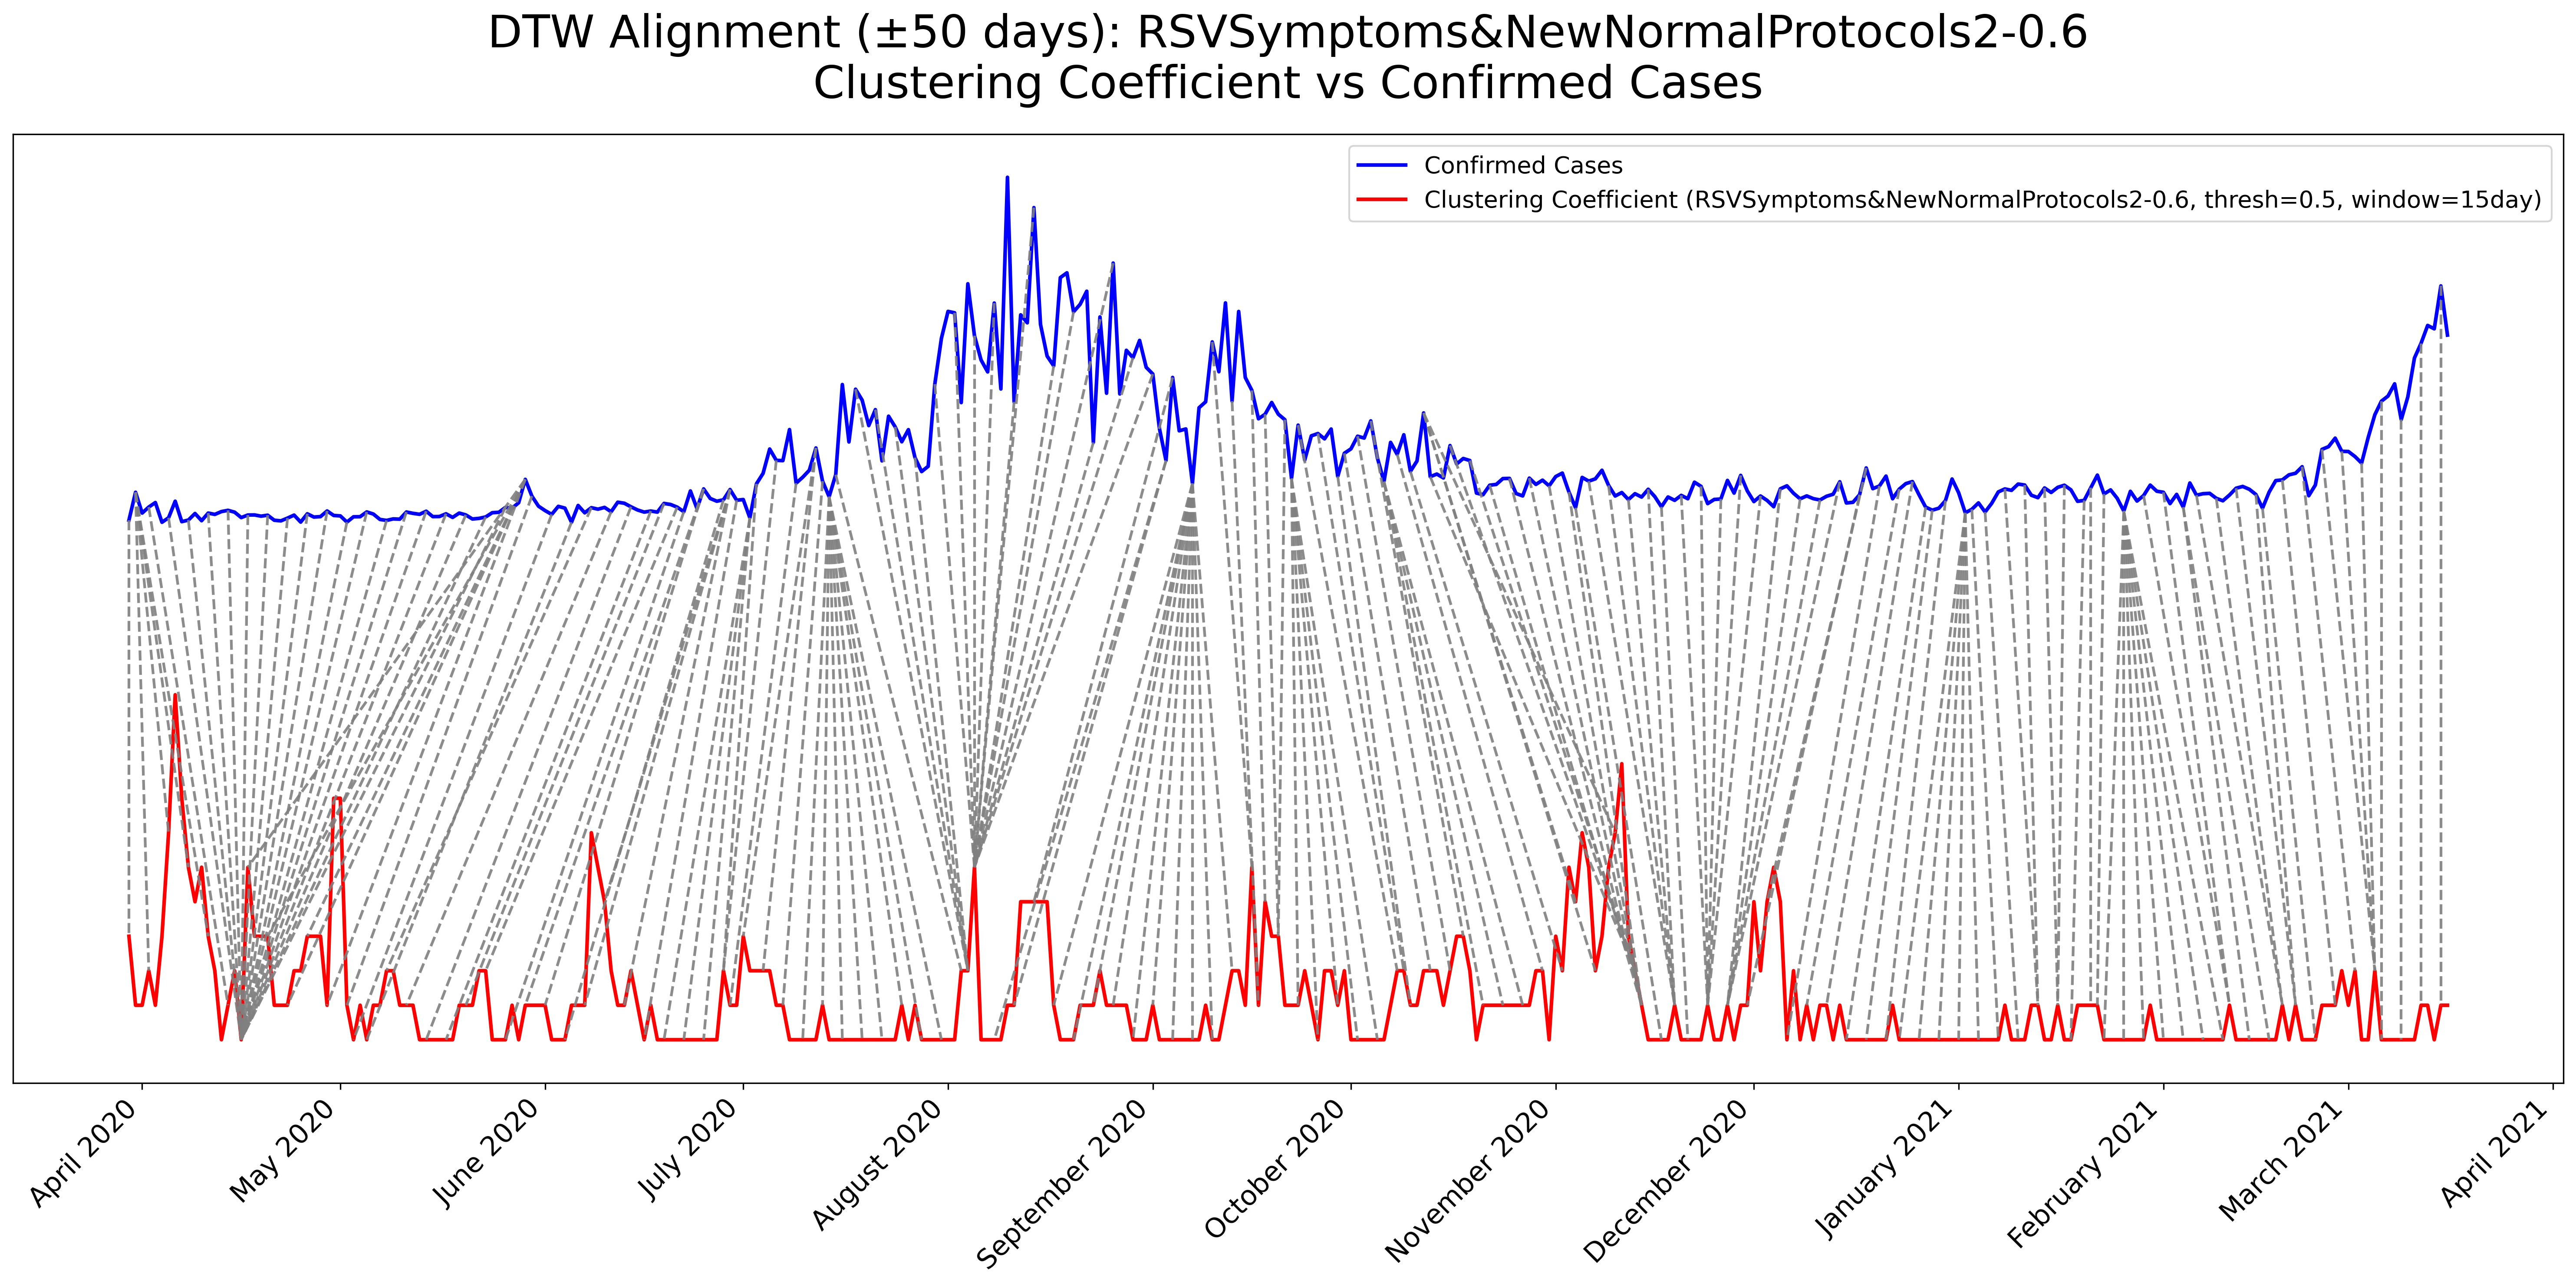 DTW Alignment (±50 days): RSVSymptoms&NewNormalProtocols2-0.6
Clustering Coefficient vs Confirmed Cases
Confirmed Cases
Clustering Coefficient (RSVSymptoms&NewNormalProtocols2-0.6, thresh=0.5, window=15day)
April 2020
May 2020
June 2020
July 2020
August 2020
September 2020
October 2020
November 2020
December 2020
January 2021
February 2021
March 2021
April 2021